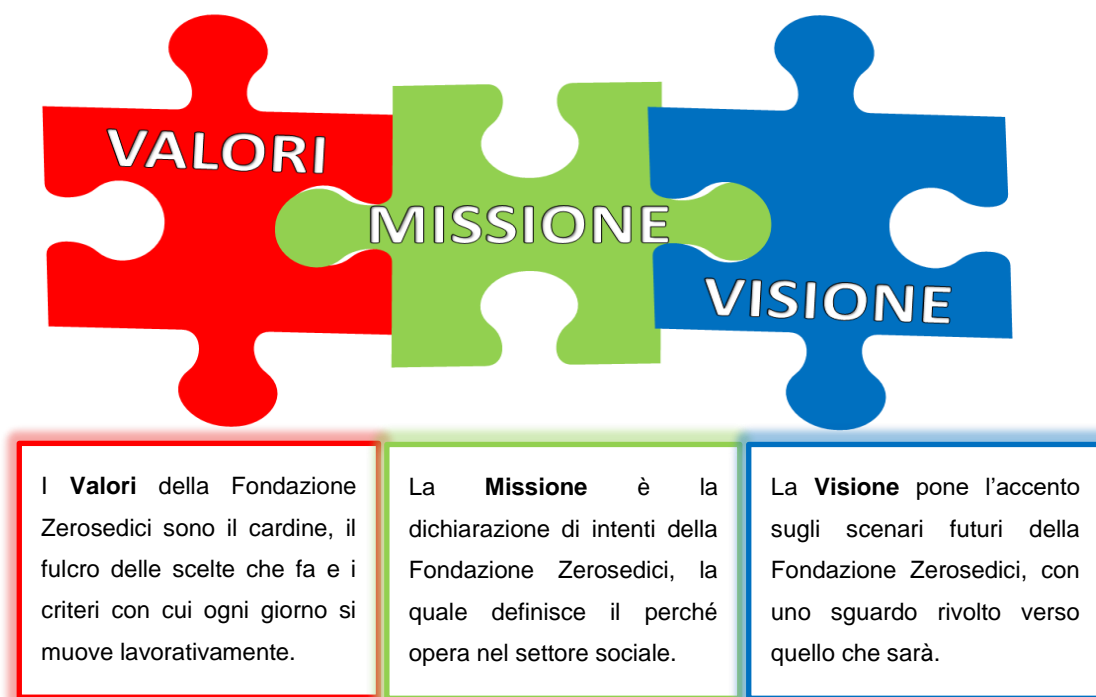 VALORI
MISSIONE
VISIONE
I Valori della Fondazione
Zerosedici sono il cardine, il
fulcro delle scelte che fa e i
criteri con cui ogni giorno si
muove lavorativamente.
La Missione è la
dichiarazione di intenti della
Fondazione Zerosedici, la
quale definisce il perché
opera nel settore sociale.
La Visione pone l’accento
sugli scenari futuri della
Fondazione Zerosedici, con
uno sguardo rivolto verso
quello che sarà.